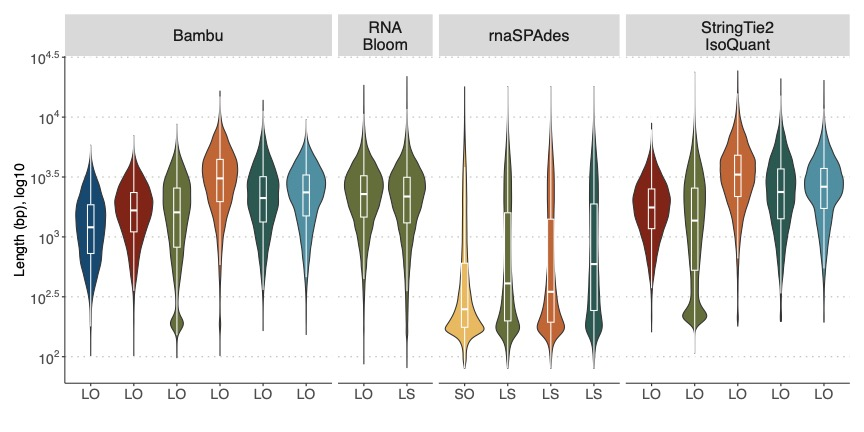 Bambu
RNA
Bloom
rnaSPAdes
StringTie2
IsoQuant
Length (bp), log10
10^4.5
10^4
10^3.5
10^3
10^2.5
10^2
LO LO LO LO LO LO LO LS SO LS LS LS LO LO LO LO LO